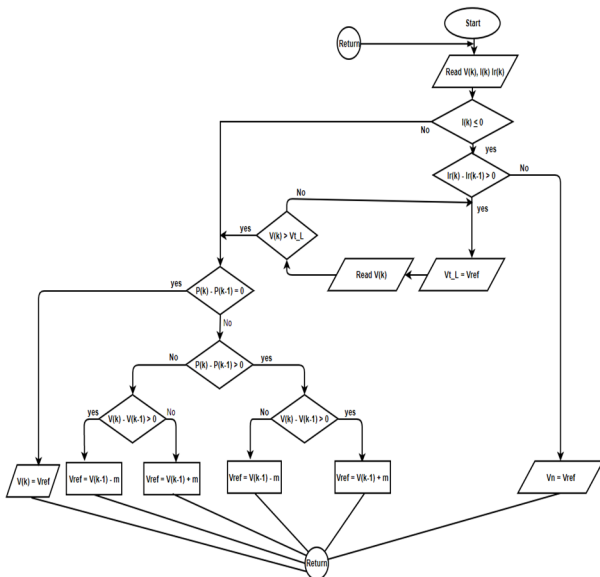 Start
Return
Read V(k), I(k) Ir(k)
I(k) ≤ 0
No
yes
Ir(k) - Ir(k-1) > 0
No
No
yes
yes
V(k) > Vt_L
Read V(k)
Vt_L = Vref
yes
P(k) - P(k-1) = 0
No
No
P(k) - P(k-1) > 0
yes
yes
V(k) - V(k-1) > 0
No
No
V(k) - V(k-1) > 0
yes
V(k) = Vref
Vref = V(k-1) - m
Vref = V(k-1) + m
Vref = V(k-1) - m
Vref = V(k-1) + m
Vn = Vref
Return